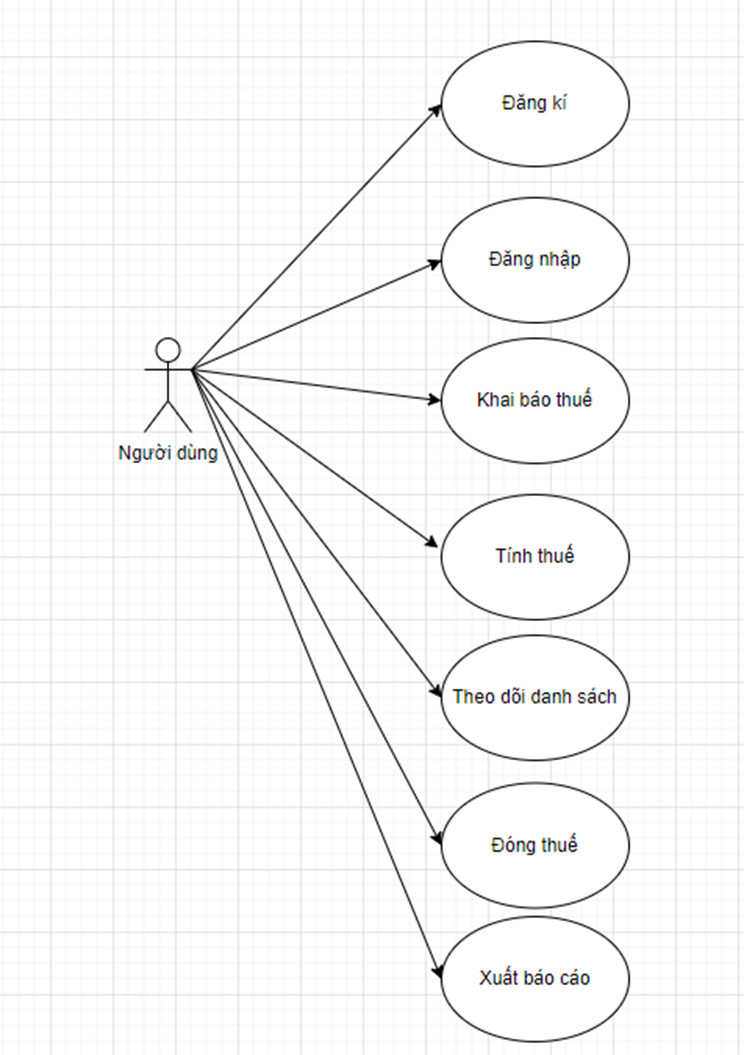 Đăng kí
Đăng nhập
Khai báo thuế
Người dùng
Tính thuế
Theo dõi danh sách
Đóng thuế
Xuất báo cáo